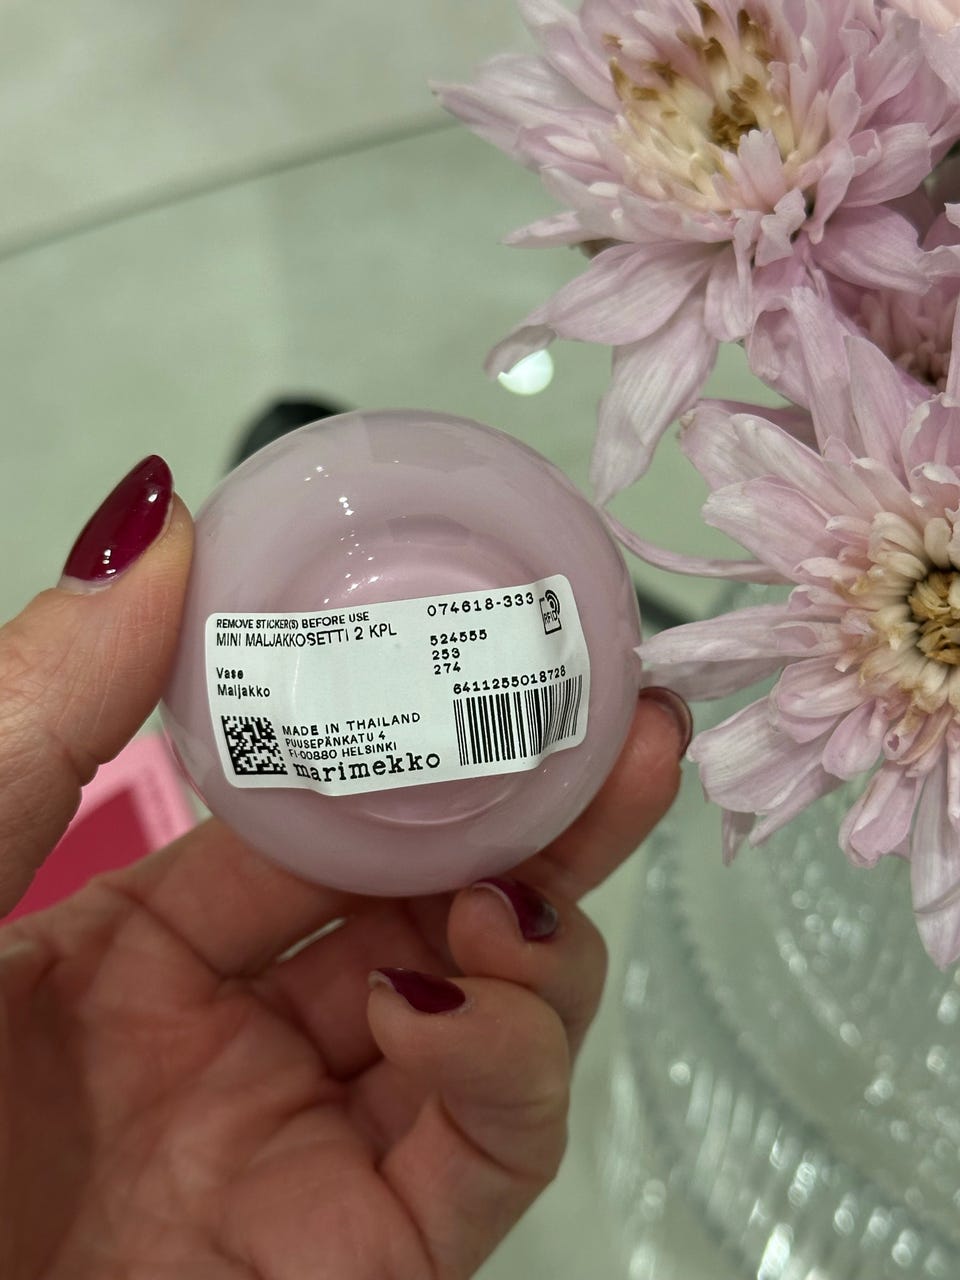 REMOVE STICKER(S) BEFORE USE
MINI MALJAKKOSETTI 2 KPL
074618-333
RFID
524555
253
274
Vase
Maljakko
6411255018728
MADE IN THAILAND
PUUSEPÄNKATU 4
FI-00880 HELSINKI
marimekko